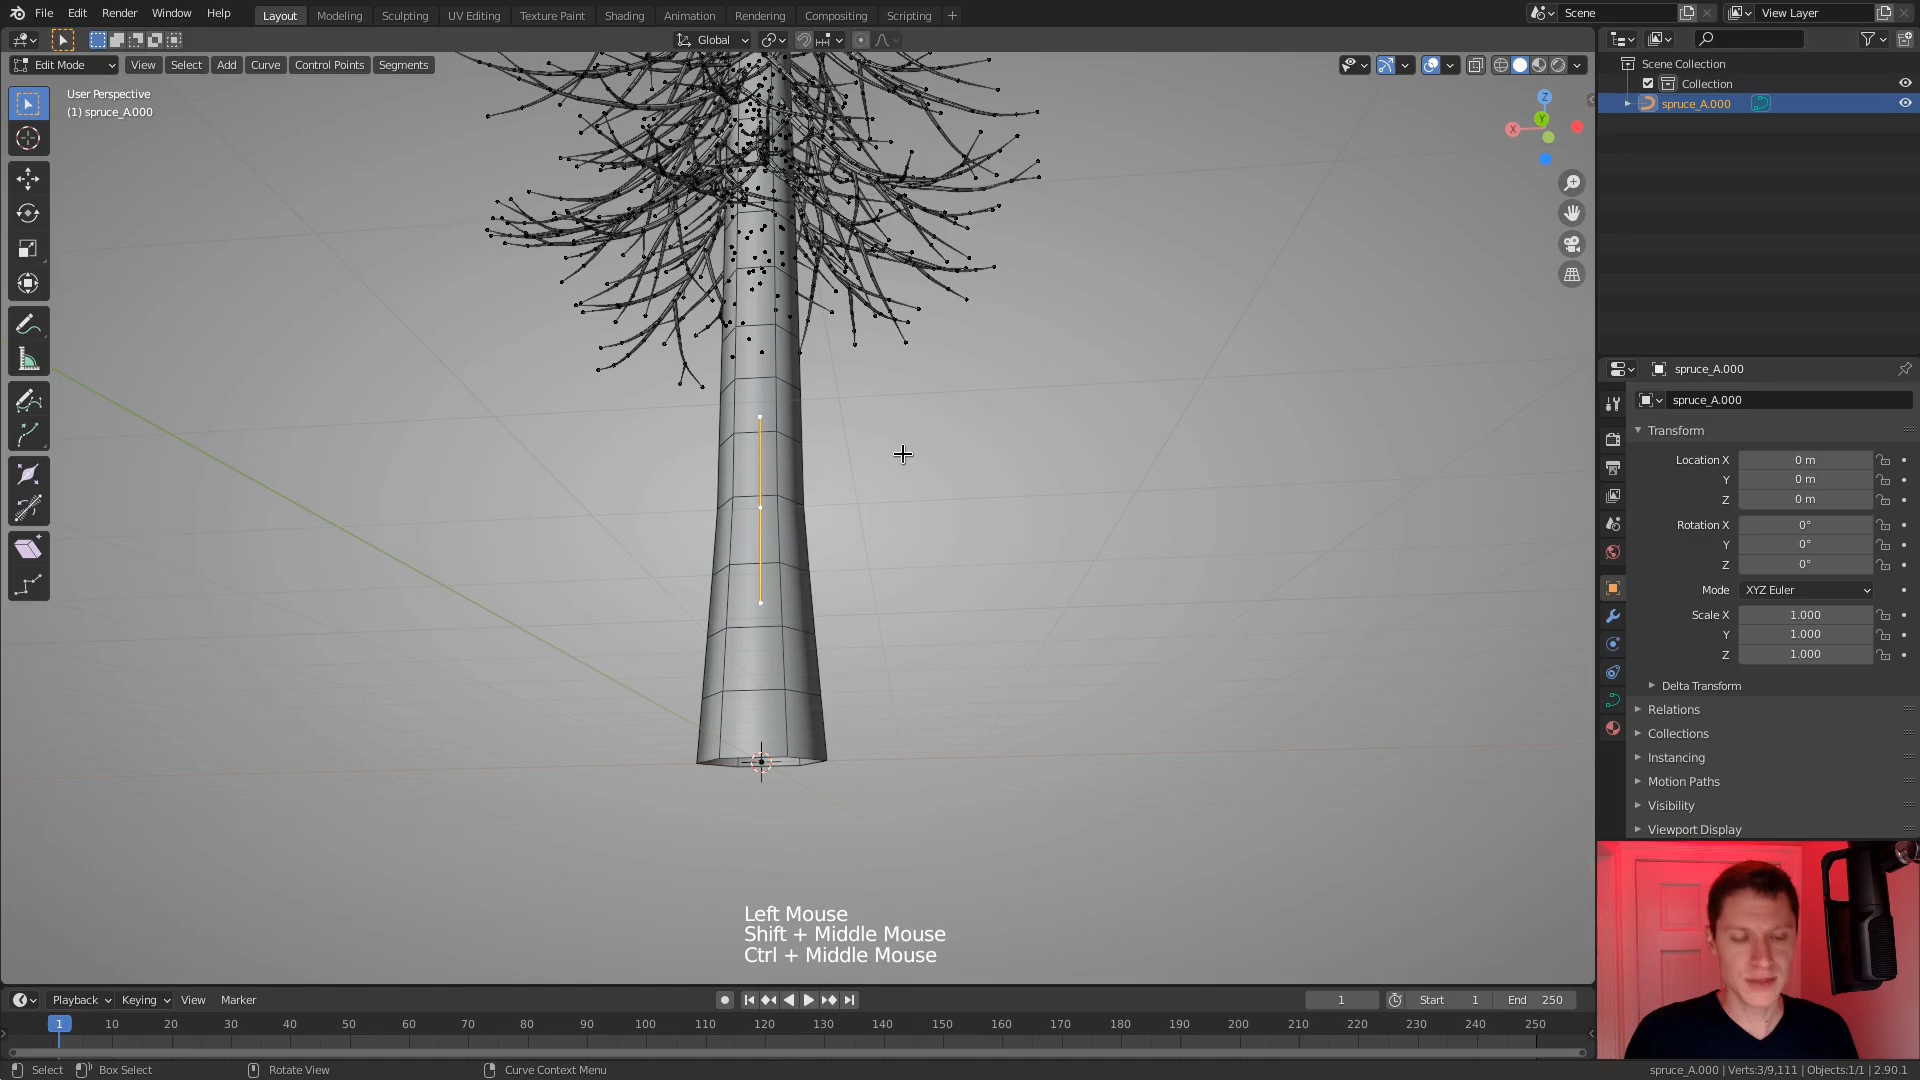 File Edit Render Window Help Layout Modeling Sculpting UV Editing Texture Paint Shading Animation Rendering Compositing Scripting + Scene View Layer
Global
Edit Mode View Select Add Curve Control Points Segments
User Perspective
(1) spruce_A.000
Z
Y
X
Scene Collection
Collection
spruce_A.000
spruce_A.000
spruce_A.000
Transform
Location X 0 m
Y 0 m
Z 0 m
Rotation X 0°
Y 0°
Z 0°
Mode XYZ Euler
Scale X 1.000
Y 1.000
Z 1.000
Delta Transform
Relations
Collections
Instancing
Motion Paths
Visibility
Viewport Display
Left Mouse
Shift + Middle Mouse
Ctrl + Middle Mouse
Playback Keying View Marker 1 Start 1 End 250
1 10 20 30 40 50 60 70 80 90 100 110 120 130 140 150 160 170 180 190 200 210 220 230 240 250
Select Box Select Rotate View Curve Context Menu spruce_A.000 | Verts:3/9,111 | Objects:1/1 | 2.90.1